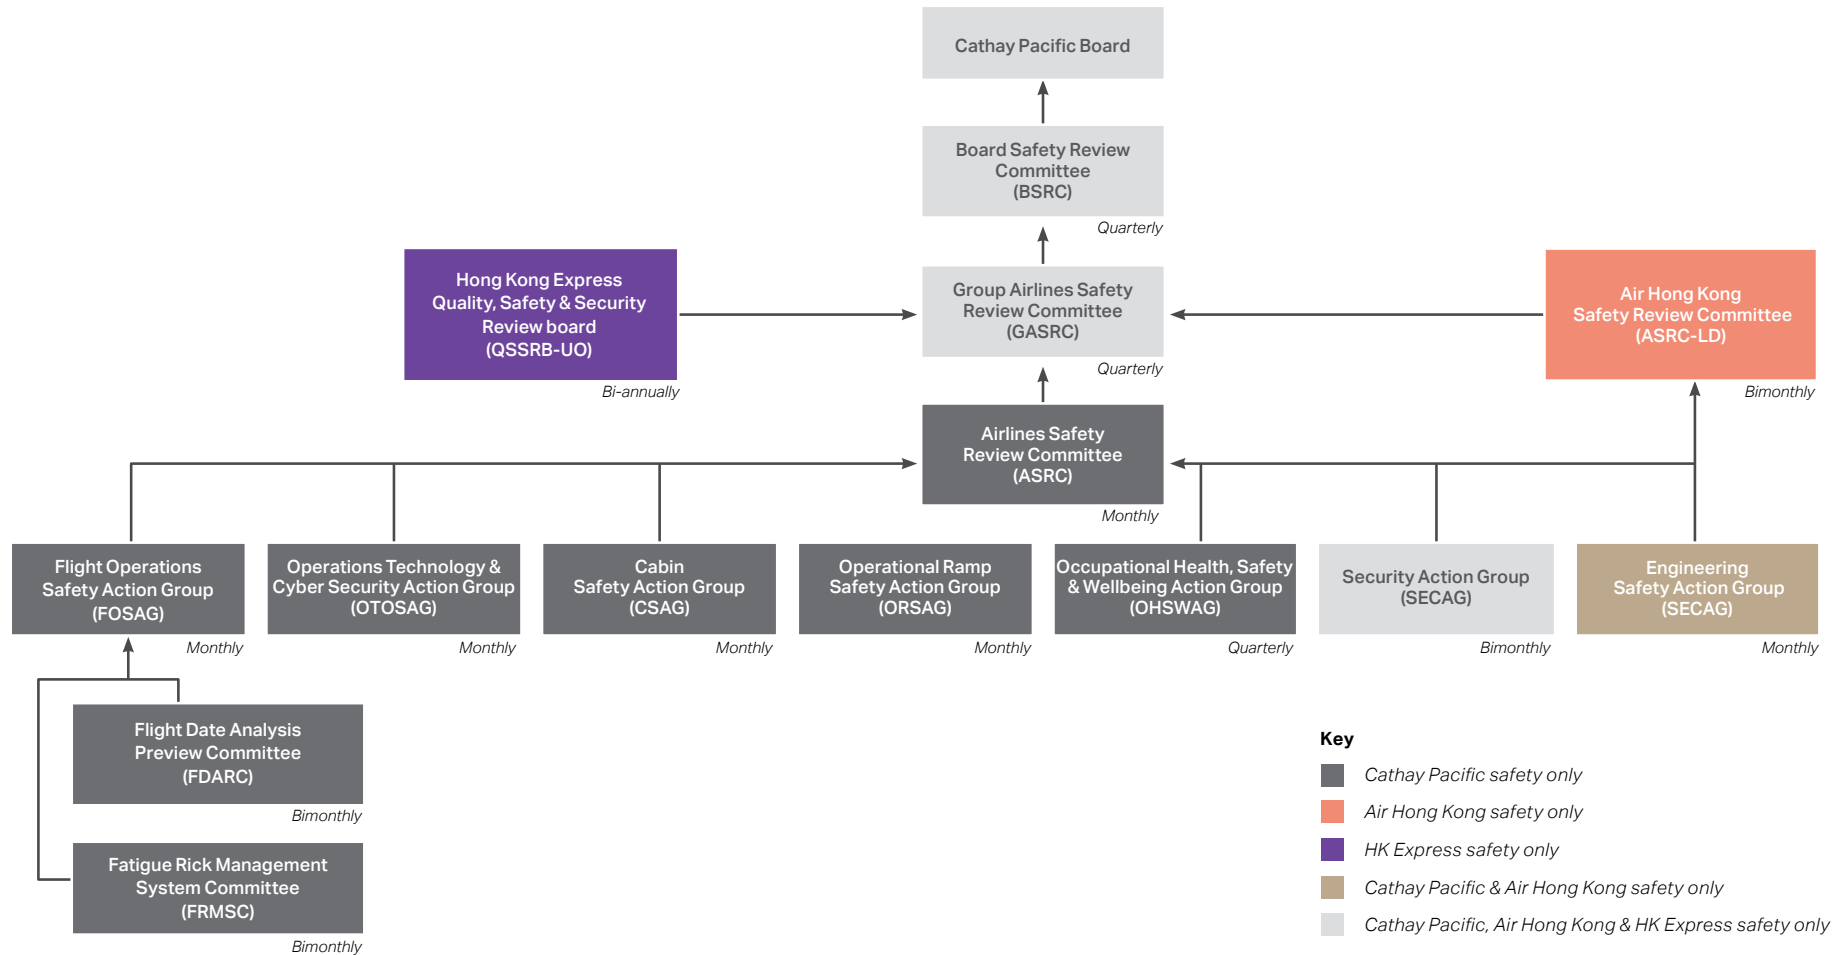 Cathay Pacific Board
Board Safety Review
Committee
(BSRC)
Quarterly
Hong Kong Express
Quality, Safety & Security
Review board
(QSSRB-UO)
Bi-annually
Group Airlines Safety
Review Committee
(GASRC)
Quarterly
Air Hong Kong
Safety Review Committee
(ASRC-LD)
Bimonthly
Airlines Safety
Review Committee
(ASRC)
Monthly
Flight Operations
Safety Action Group
(FOSAG)
Monthly
Operations Technology &
Cyber Security Action Group
(OTOSAG)
Monthly
Cabin
Safety Action Group
(CSAG)
Monthly
Operational Ramp
Safety Action Group
(ORSAG)
Monthly
Occupational Health, Safety
& Wellbeing Action Group
(OHSWAG)
Quarterly
Security Action Group
(SECAG)
Bimonthly
Engineering
Safety Action Group
(SECAG)
Monthly
Flight Date Analysis
Preview Committee
(FDARC)
Bimonthly
Fatigue Rick Management
System Committee
(FRMSC)
Bimonthly
Key
Cathay Pacific safety only
Air Hong Kong safety only
HK Express safety only
Cathay Pacific & Air Hong Kong safety only
Cathay Pacific, Air Hong Kong & HK Express safety only